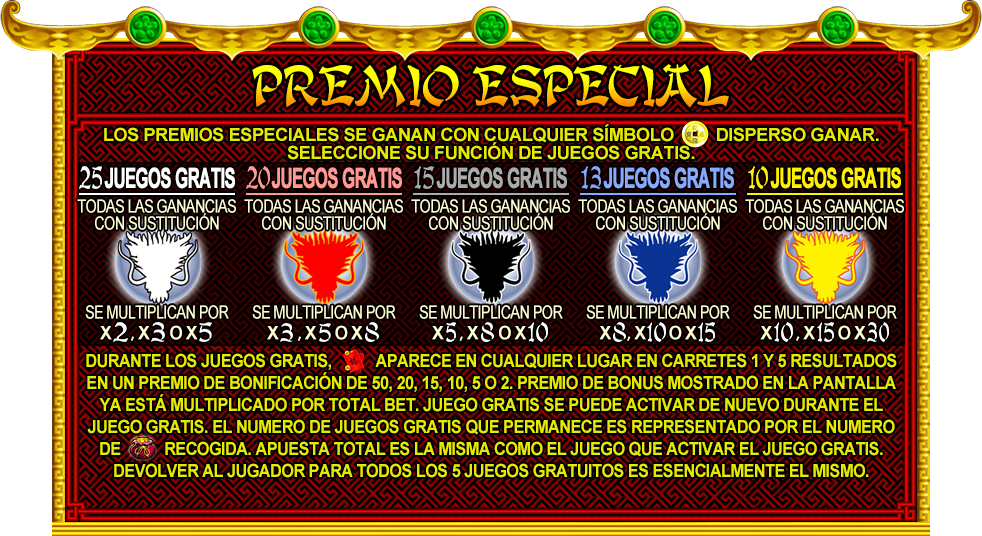 PREMIO ESPECIAL
LOS PREMIOS ESPECIALES SE GANAN CON CUALQUIER SÍMBOLO DISPERSO GANAR.
SELECCIONE SU FUNCIÓN DE JUEGOS GRATIS.
25 JUEGOS GRATIS
TODAS LAS GANANCIAS
CON SUSTITUCIÓN
SE MULTIPLICAN POR
x2, x3 o x5
20 JUEGOS GRATIS
TODAS LAS GANANCIAS
CON SUSTITUCIÓN
SE MULTIPLICAN POR
x3, x5 o x8
15 JUEGOS GRATIS
TODAS LAS GANANCIAS
CON SUSTITUCIÓN
SE MULTIPLICAN POR
x5, x8 o x10
13 JUEGOS GRATIS
TODAS LAS GANANCIAS
CON SUSTITUCIÓN
SE MULTIPLICAN POR
x8, x10 o x15
10 JUEGOS GRATIS
TODAS LAS GANANCIAS
CON SUSTITUCIÓN
SE MULTIPLICAN POR
x10, x15 o x30
DURANTE LOS JUEGOS GRATIS, APARECE EN CUALQUIER LUGAR EN CARRETES 1 Y 5 RESULTADOS
EN UN PREMIO DE BONIFICACIÓN DE 50, 20, 15, 10, 5 O 2. PREMIO DE BONUS MOSTRADO EN LA PANTALLA
YA ESTÁ MULTIPLICADO POR TOTAL BET. JUEGO GRATIS SE PUEDE ACTIVAR DE NUEVO DURANTE EL
JUEGO GRATIS. EL NÚMERO DE JUEGOS GRATIS QUE PERMANECE ES REPRESENTADO POR EL NÚMERO
DE RECOGIDA. APUESTA TOTAL ES LA MISMA COMO EL JUEGO QUE ACTIVAR EL JUEGO GRATIS.
DEVOLVER AL JUGADOR PARA TODOS LOS 5 JUEGOS GRATUITOS ES ESENCIALMENTE EL MISMO.